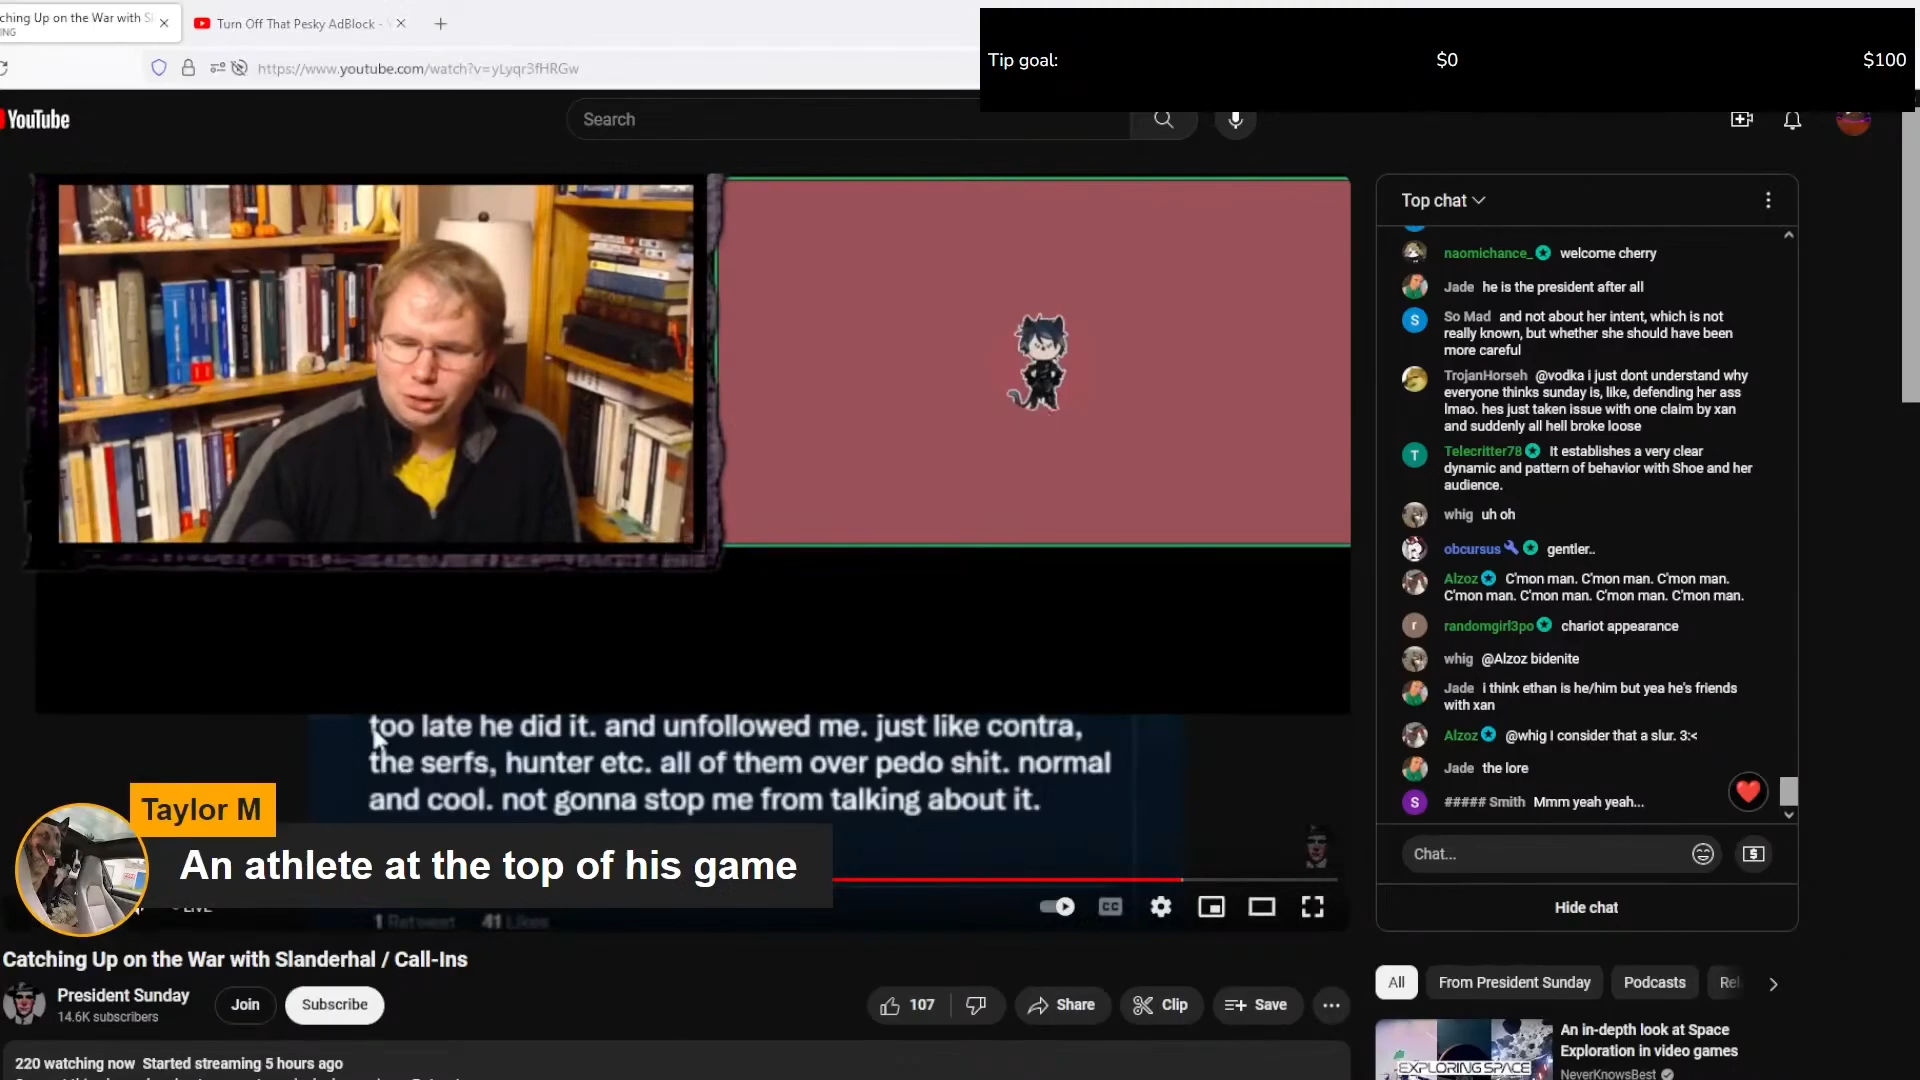 ching Up on the War with S
ING
Turn Off That Pesky AdBlock -
https://www.youtube.com/watch?v=yLyqr3fHRGw
Tip goal:
$0
$100
YouTube
Search
Top chat
naomichance_ welcome cherry
Jade he is the president after all
So Mad and not about her intent, which is not
really known, but whether she should have been
more careful
TrojanHorseh @vodka i just dont understand why
everyone thinks sunday is, like, defending her ass
lmao. hes just taken issue with one claim by xan
and suddenly all hell broke loose
Telecritter78 It establishes a very clear
dynamic and pattern of behavior with Shoe and her
audience.
whig uh oh
obcursus gentler..
Alzoz C'mon man. C'mon man. C'mon man.
C'mon man. C'mon man. C'mon man. C'mon man.
randomgirl3po chariot appearance
whig @Alzoz bidenite
Jade i think ethan is he/him but yea he's friends
with xan
Alzoz @whig I consider that a slur. 3:<
Jade the lore
##### Smith Mmm yeah yeah...
Chat...
Hide chat
too late he did it. and unfollowed me. just like contra,
the serfs, hunter etc. all of them over pedo shit. normal
and cool. not gonna stop me from talking about it.
Taylor M
An athlete at the top of his game
LIVE
1 Retweet 41 Likes
CC
Catching Up on the War with Slanderhal / Call-Ins
President Sunday
14.6K subscribers
Join
Subscribe
107
Share
Clip
Save
220 watching now Started streaming 5 hours ago
All
From President Sunday
Podcasts
Rel
An in-depth look at Space
Exploration in video games
NeverKnowsBest
EXPLORING SPACE